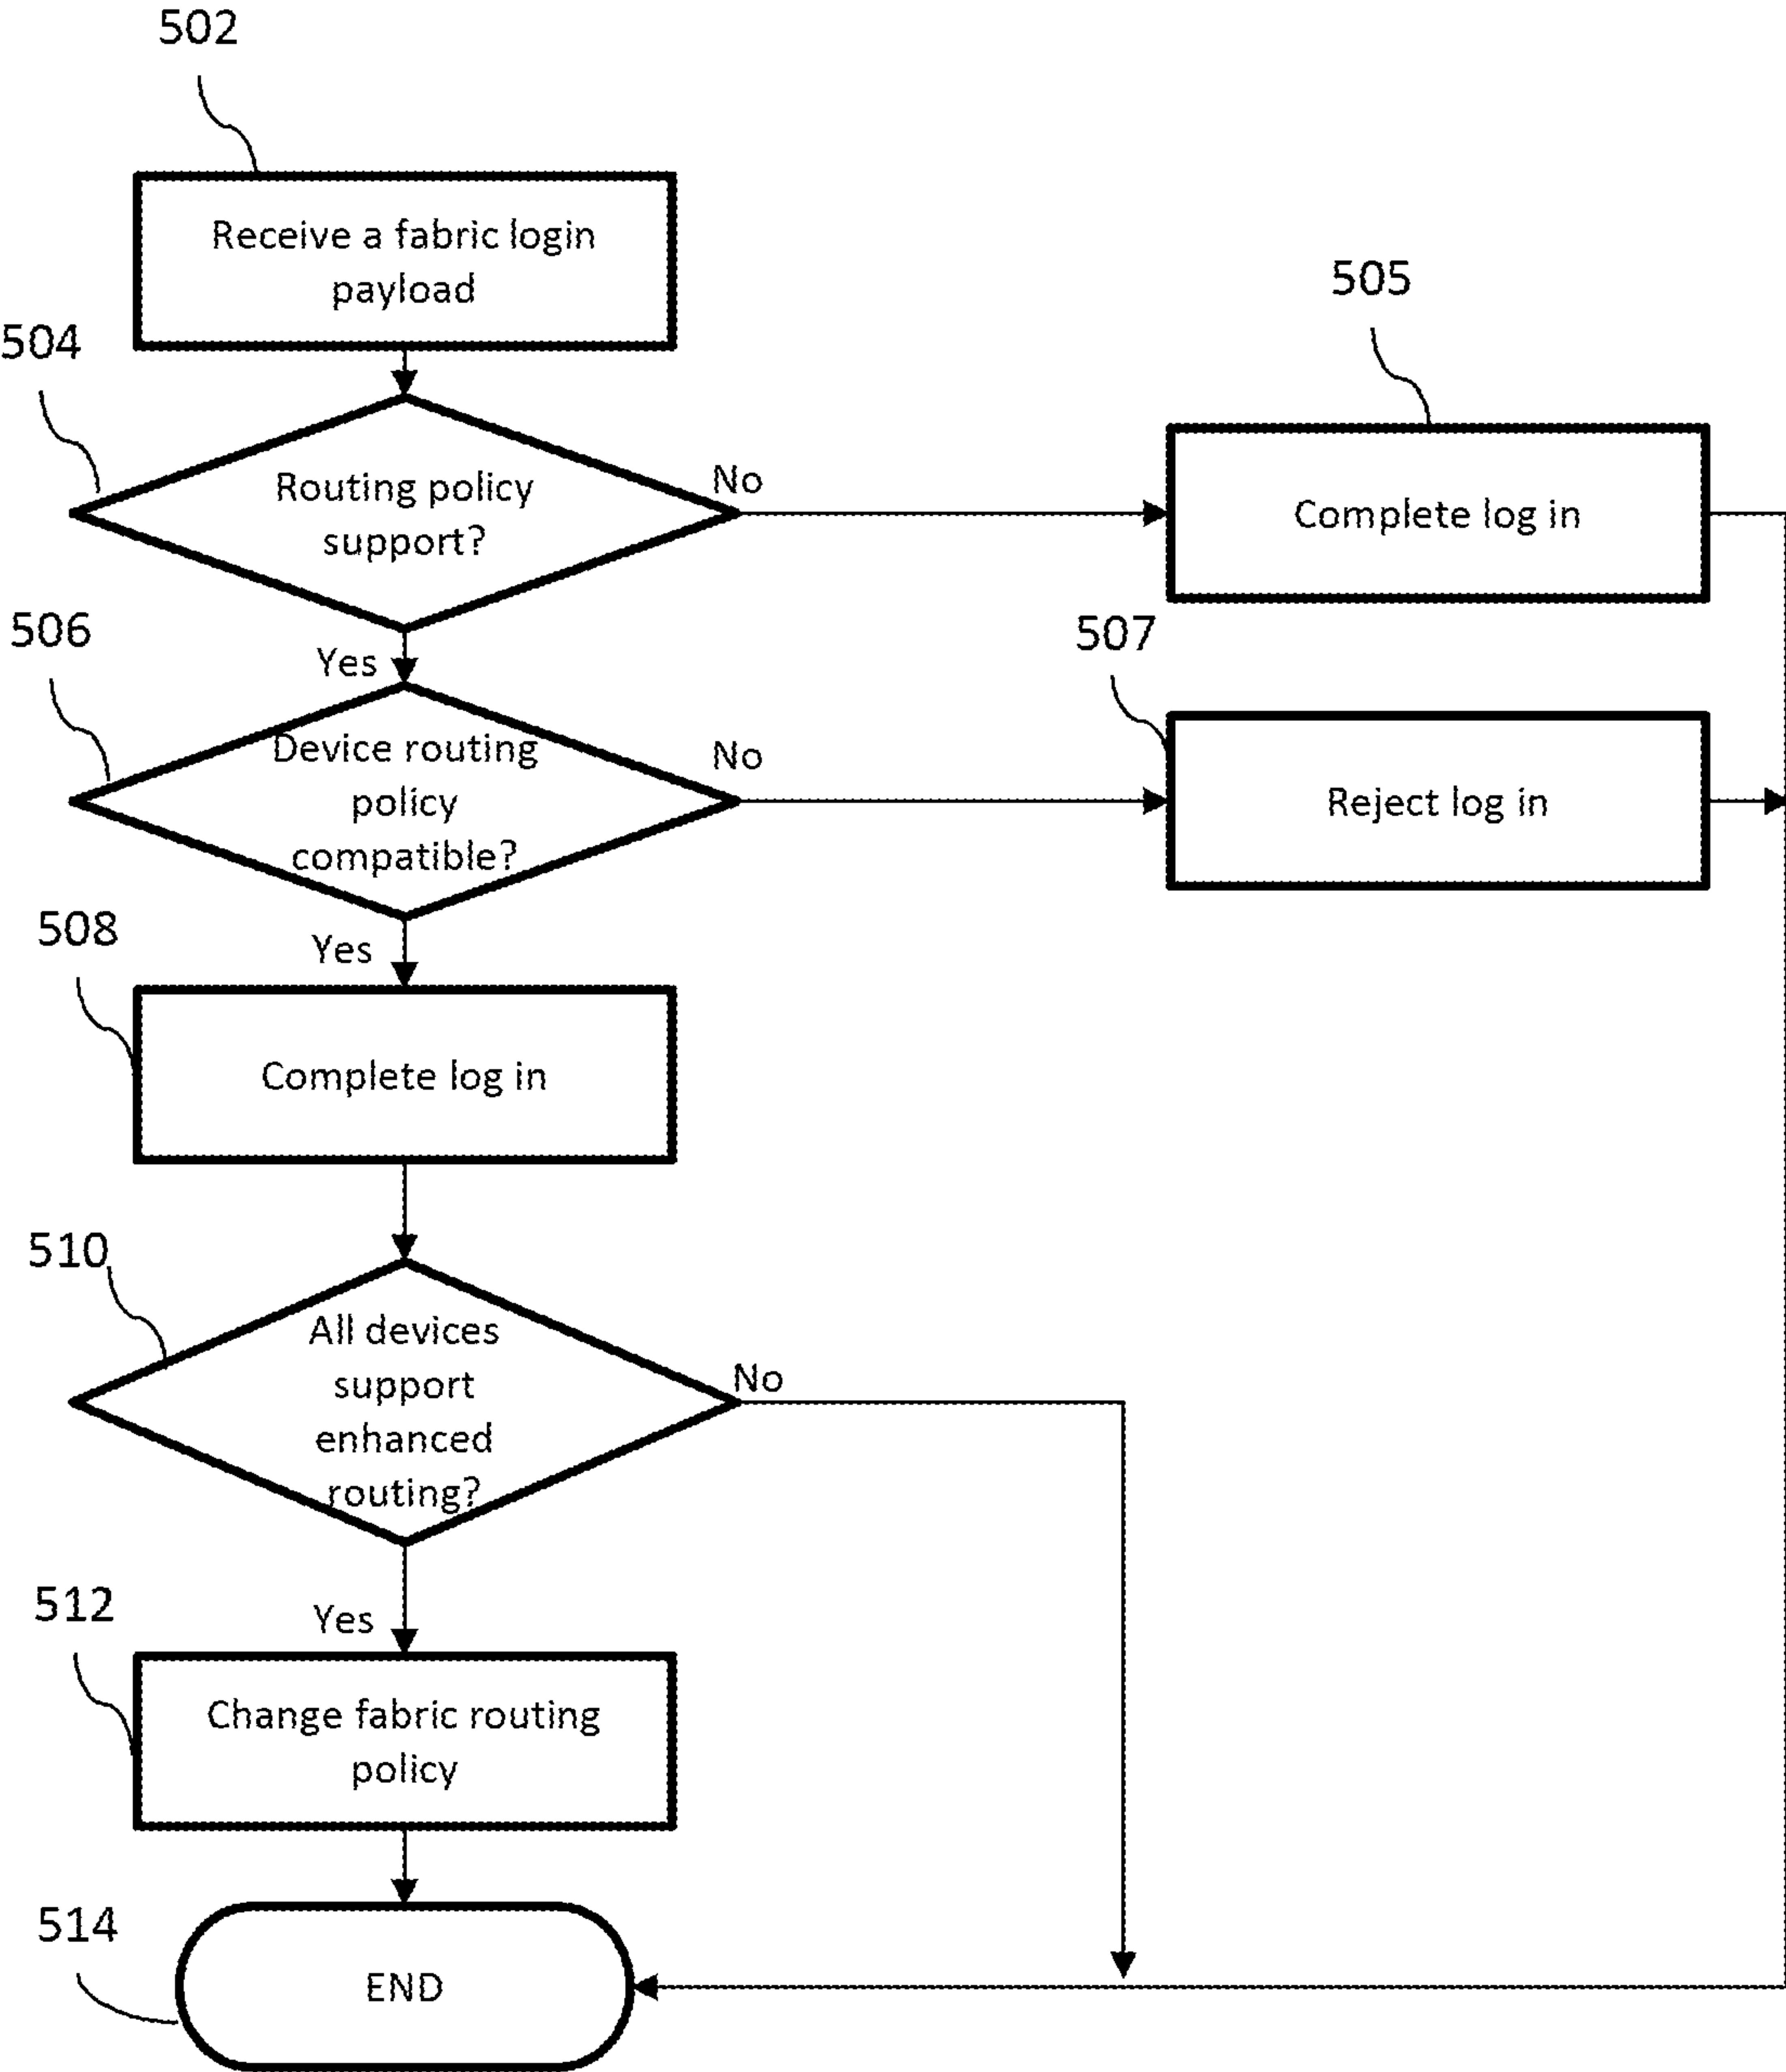 502
Receive a fabric login
payload
504
505
Routing policy
support?
No
Complete log in
506
Yes
507
Device routing
policy
compatible?
No
Reject log in
508
Yes
Complete log in
510
All devices
support
enhanced
routing?
No
512
Yes
Change fabric routing
policy
514
END